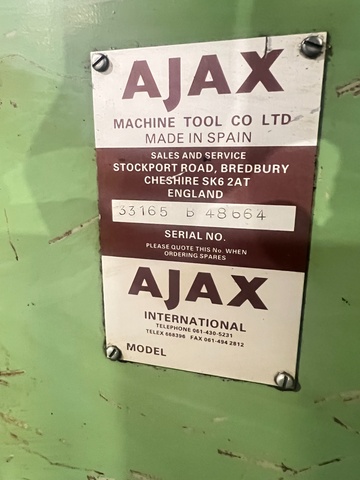 AJAX
MACHINE TOOL CO LTD
MADE IN SPAIN
SALES AND SERVICE
STOCKPORT ROAD, BREDBURY
CHESHIRE SK6 2AT
ENGLAND
33165 B 48664
SERIAL NO.
PLEASE QUOTE THIS No. WHEN
ORDERING SPARES
AJAX
INTERNATIONAL
TELEPHONE 061-430-5231
TELEX 668396 FAX 061-494 2812
MODEL